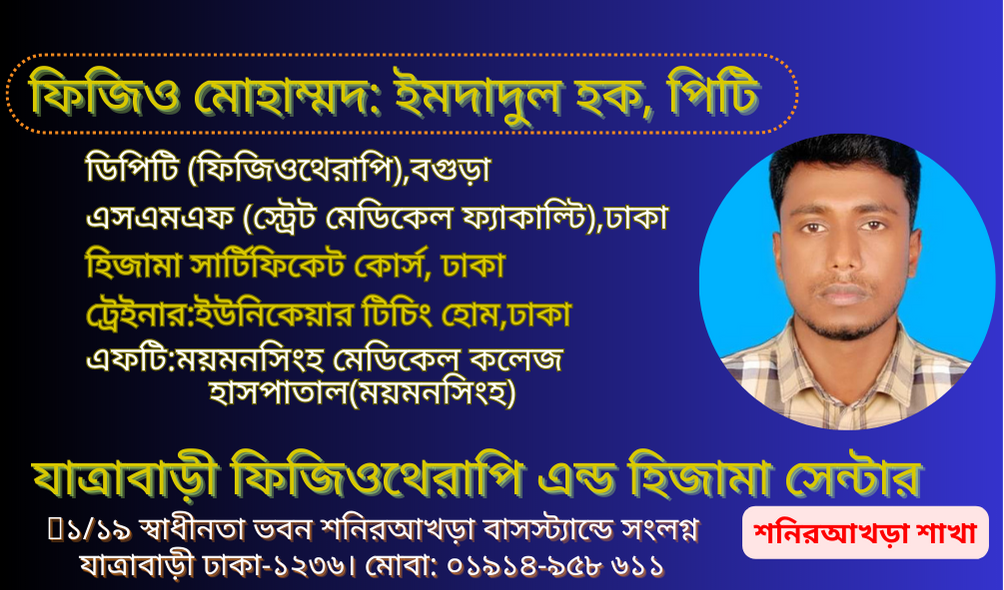 ফিজিও মোহাম্মদ: ইমদাদুল হক, পিটি
ডিপিটি (ফিজিওথেরাপি),বগুড়া
এসএমএফ (স্ট্রেট মেডিকেল ফ্যাকাল্টি),ঢাকা
হিজামা সার্টিফিকেট কোর্স, ঢাকা
ট্রেইনার:ইউনিকেয়ার টিচিং হোম,ঢাকা
এফটি:ময়মনসিংহ মেডিকেল কলেজ
হাসপাতাল(ময়মনসিংহ)
যাত্রাবাড়ী ফিজিওথেরাপি এন্ড হিজামা সেন্টার
১/১৯ স্বাধীনতা ভবন শনিরআখড়া বাসস্ট্যান্ডে সংলগ্ন
শনিরআখড়া শাখা
যাত্রাবাড়ী ঢাকা-১২৩৬। মোবা: ০১৯১৪-৯৫৮ ৬১১